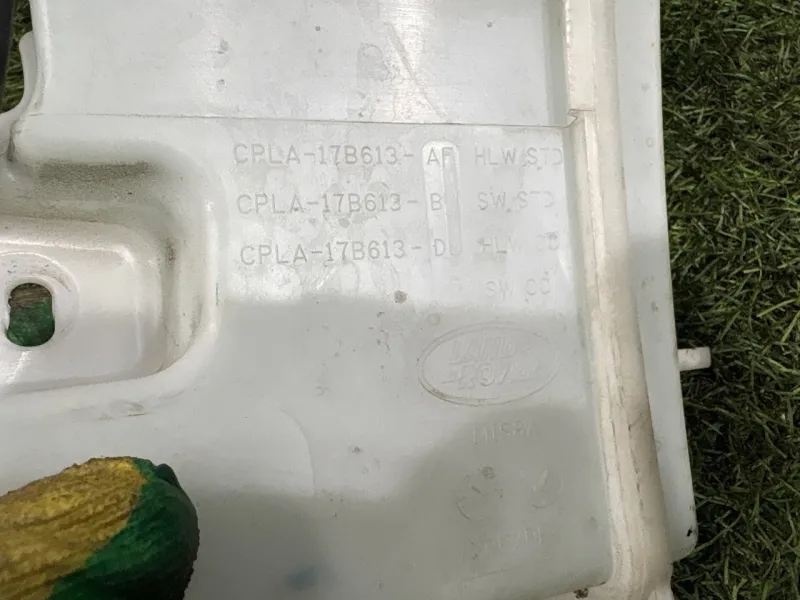 CPLA-17B613- AF HLW STD
CPLA-17B613- B SW STD
CPLA-17B613- D HLW CC
SW CC
LAND
ROVER